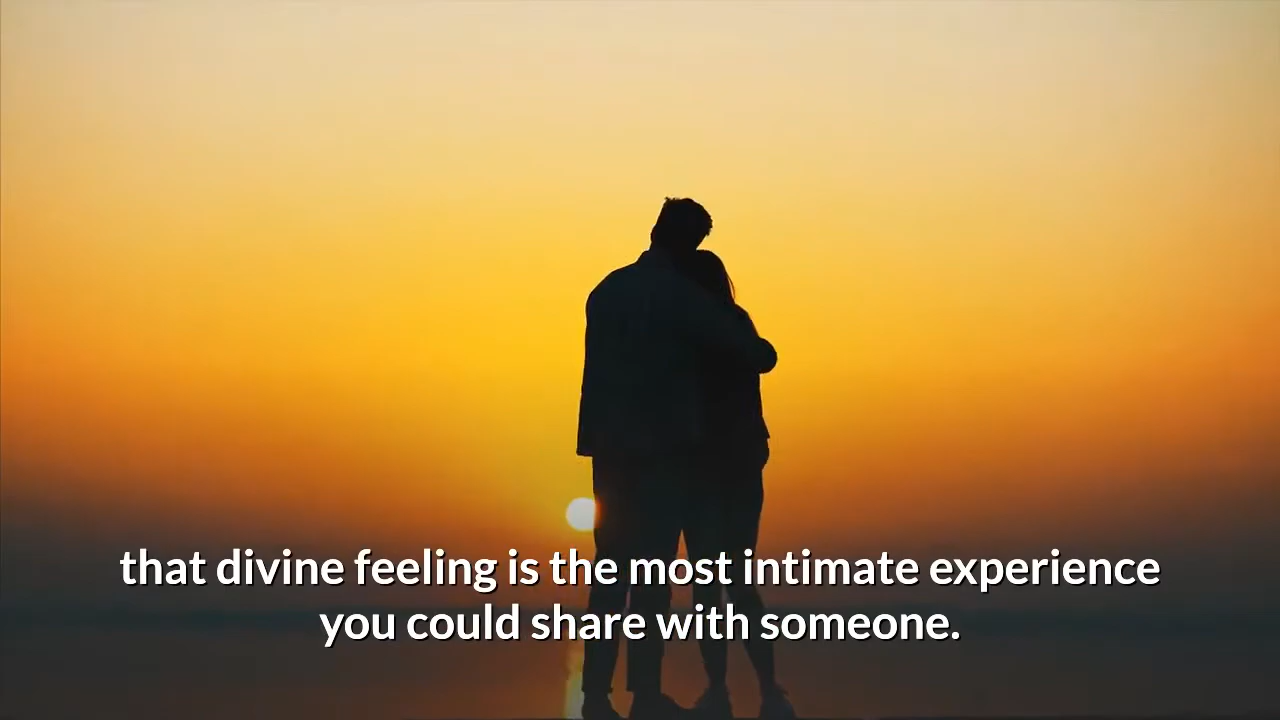 that divine feeling is the most intimate experience
you could share with someone.